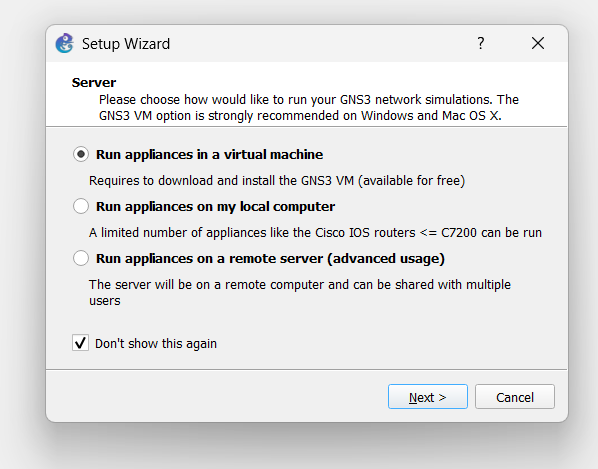 Setup Wizard
?
Server
Please choose how would like to run your GNS3 network simulations. The
GNS3 VM option is strongly recommended on Windows and Mac OS X.
Run appliances in a virtual machine
Requires to download and install the GNS3 VM (available for free)
Run appliances on my local computer
A limited number of appliances like the Cisco IOS routers <= C7200 can be run
Run appliances on a remote server (advanced usage)
The server will be on a remote computer and can be shared with multiple
users
Don't show this again
Next > Cancel